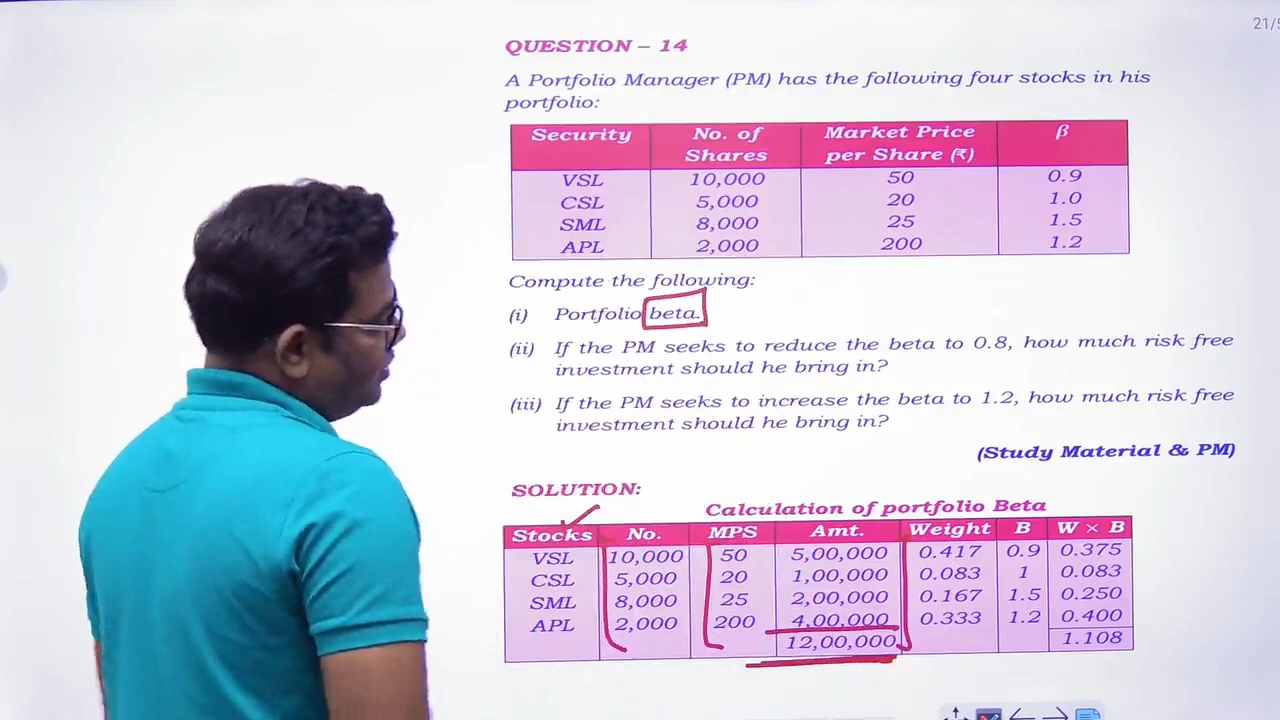 21/5
QUESTION – 14
A Portfolio Manager (PM) has the following four stocks in his
portfolio:
Security No. of Shares Market Price per Share (₹) β
VSL 10,000 50 0.9
CSL 5,000 20 1.0
SML 8,000 25 1.5
APL 2,000 200 1.2
Compute the following:
(i) Portfolio beta.
(ii) If the PM seeks to reduce the beta to 0.8, how much risk free
investment should he bring in?
(iii) If the PM seeks to increase the beta to 1.2, how much risk free
investment should he bring in?
(Study Material & PM)
SOLUTION:
Calculation of portfolio Beta
Stocks No. MPS Amt. Weight B W × B
VSL 10,000 50 5,00,000 0.417 0.9 0.375
CSL 5,000 20 1,00,000 0.083 1 0.083
SML 8,000 25 2,00,000 0.167 1.5 0.250
APL 2,000 200 4,00,000 0.333 1.2 0.400
12,00,000 1.108